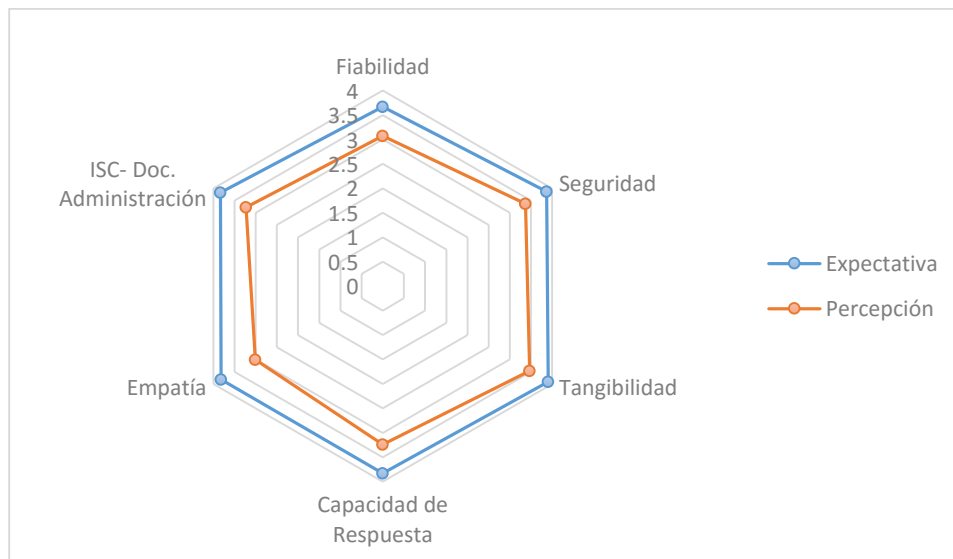 Fiabilidad
4
3.5
3
2.5
2
1.5
1
0.5
0
Seguridad
Tangibilidad
Capacidad de
Respuesta
Empatía
ISC- Doc.
Administración
Expectativa
Percepción